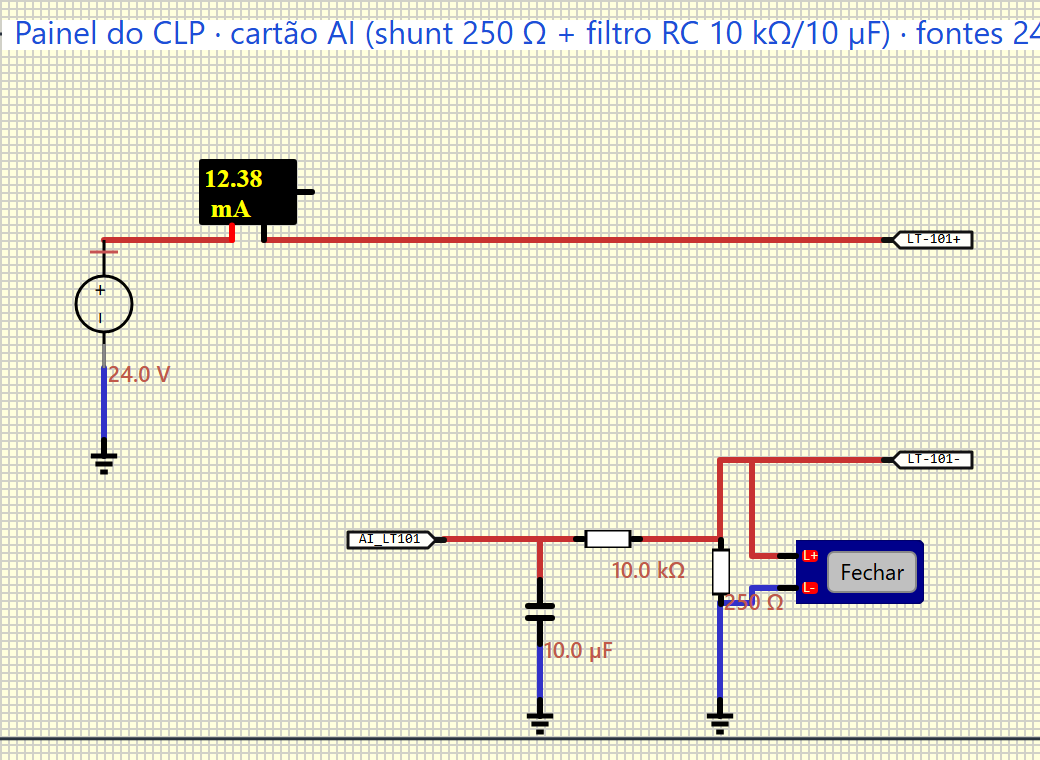 Painel do CLP · cartão AI (shunt 250 Ω + filtro RC 10 kΩ/10 µF) · fontes 24
12.38
mA
LT-101+
+
24.0 V
LT-101-
AI_LT101
10.0 kΩ
L+
Fechar
L-
250 Ω
10.0 µF